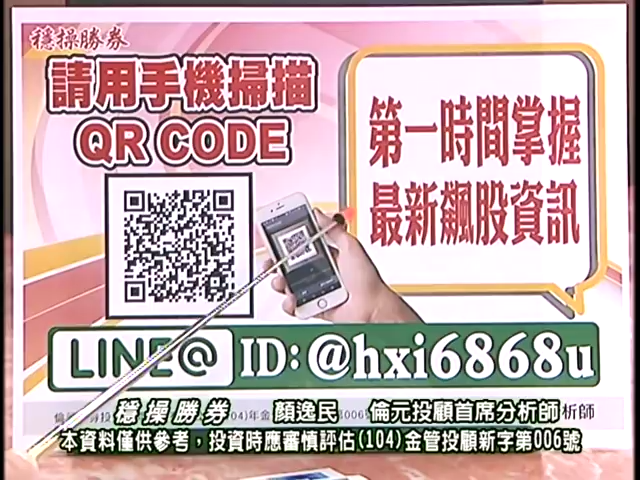 穩操勝券
請用手機掃描
QR CODE
第一時間掌握
最新飆股資訊
LINE@ ID:@hxi6868u
穩操勝券 顏逸民 倫元投顧首席分析師 析師
本資料僅供參考，投資時應審慎評估(104)金管投顧新字第006號